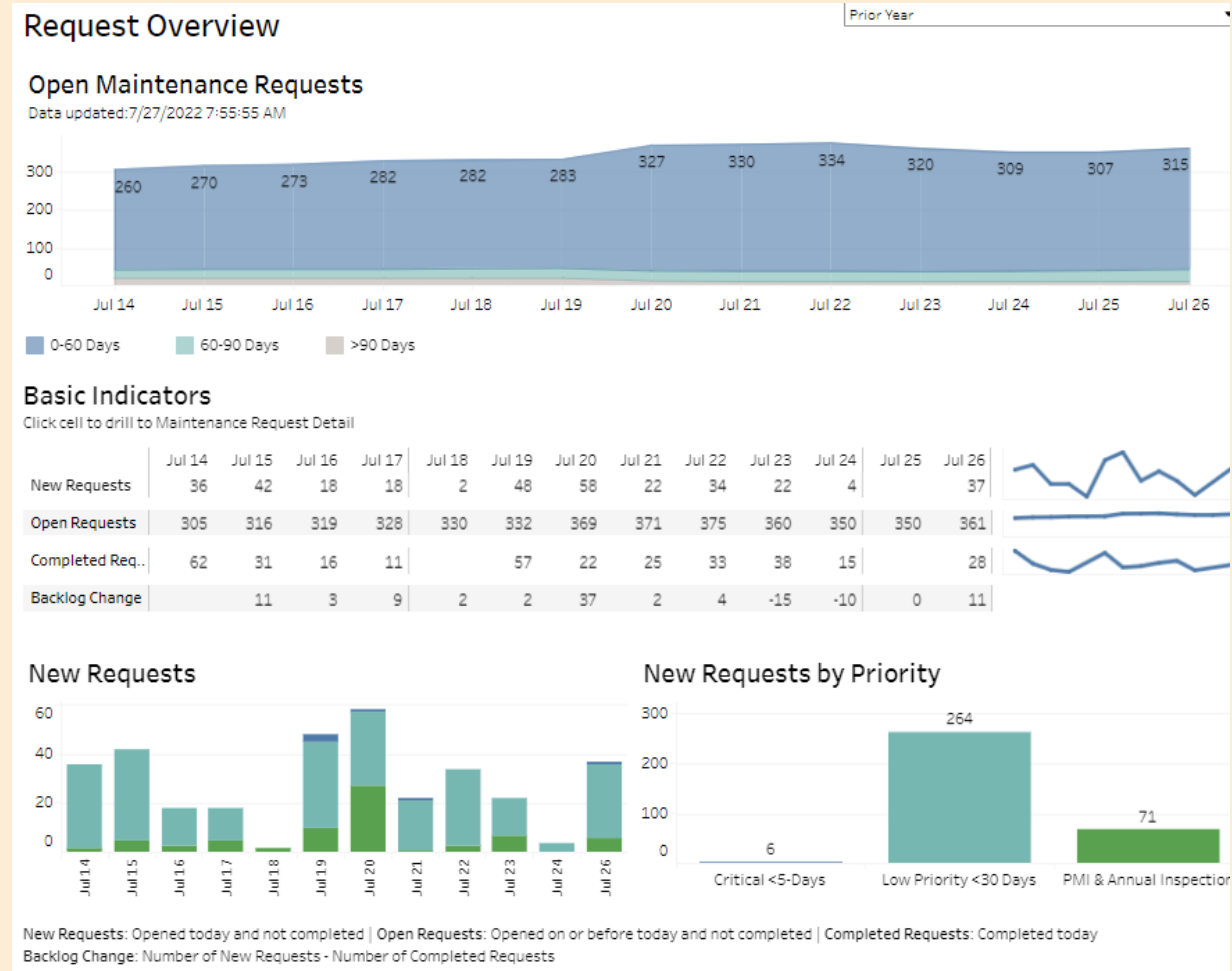 Request Overview
Prior Year
Open Maintenance Requests
Data updated:7/27/2022 7:55:55 AM
300
200
100
0
260 270 273 282 282 283 327 330 334 320 309 307 315
Jul 14 Jul 15 Jul 16 Jul 17 Jul 18 Jul 19 Jul 20 Jul 21 Jul 22 Jul 23 Jul 24 Jul 25 Jul 26
0-60 Days 60-90 Days >90 Days
Basic Indicators
Click cell to drill to Maintenance Request Detail
Jul 14 Jul 15 Jul 16 Jul 17 Jul 18 Jul 19 Jul 20 Jul 21 Jul 22 Jul 23 Jul 24 Jul 25 Jul 26
New Requests 36 42 18 18 2 48 58 22 34 22 4 37
Open Requests 305 316 319 328 330 332 369 371 375 360 350 350 361
Completed Req.. 62 31 16 11 57 22 25 33 38 15 28
Backlog Change 11 3 9 2 2 37 2 4 -15 -10 0 11
New Requests
60
40
20
0
Jul 14 Jul 15 Jul 16 Jul 17 Jul 18 Jul 19 Jul 20 Jul 21 Jul 22 Jul 23 Jul 24 Jul 26
New Requests by Priority
300
200
100
0
6 264 71
Critical <5-Days Low Priority <30 Days PMI & Annual Inspection
New Requests: Opened today and not completed | Open Requests: Opened on or before today and not completed | Completed Requests: Completed today
Backlog Change: Number of New Requests - Number of Completed Requests